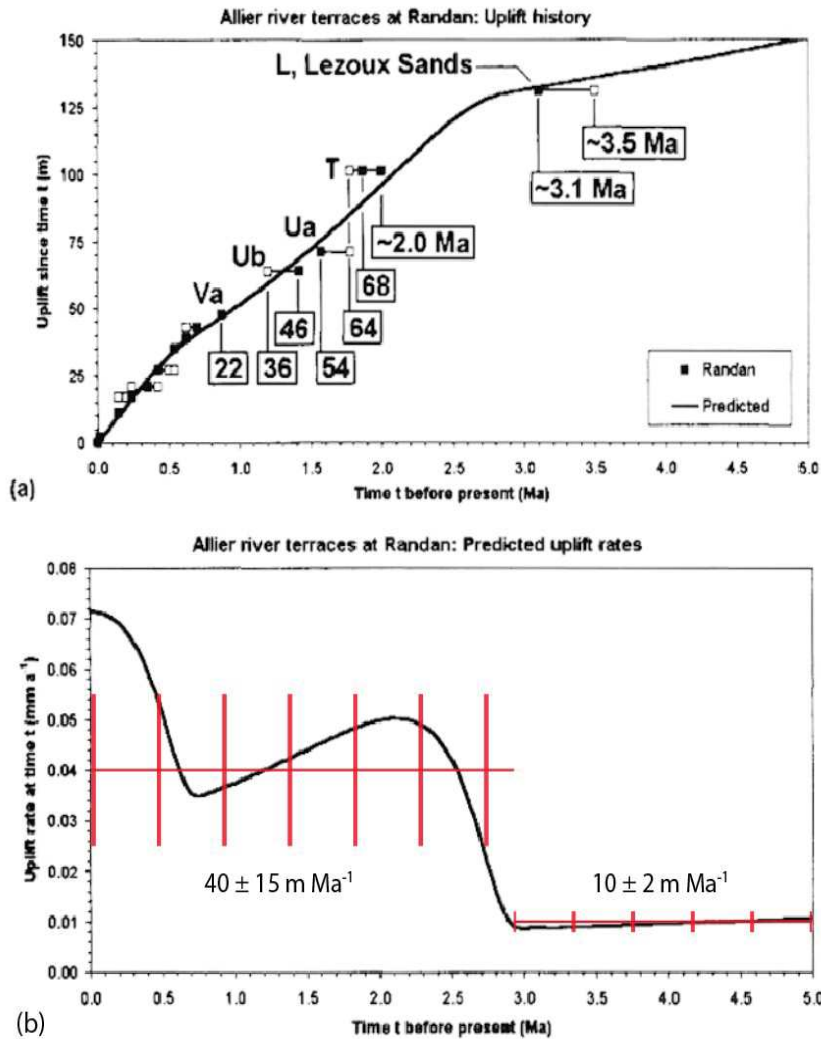 Allier river terraces at Randan: Uplift history
150
125
100
75
50
25
0
Uplift since time t (m)
L, Lezoux Sands
~3.5 Ma
~3.1 Ma
T
~2.0 Ma
Ua
68
Ub
64
Va
46
54
22
36
Randan
Predicted
0.0 0.5 1.0 1.5 2.0 2.5 3.0 3.5 4.0 4.5 5.0
Time t before present (Ma)
(a)
Allier river terraces at Randan: Predicted uplift rates
0.08
0.07
0.06
0.05
0.04
0.03
0.02
0.01
0.00
Uplift rate at time t (mm a⁻¹)
40 ± 15 m Ma⁻¹
10 ± 2 m Ma⁻¹
0.0 0.5 1.0 1.5 2.0 2.5 3.0 3.5 4.0 4.5 5.0
Time t before present (Ma)
(b)